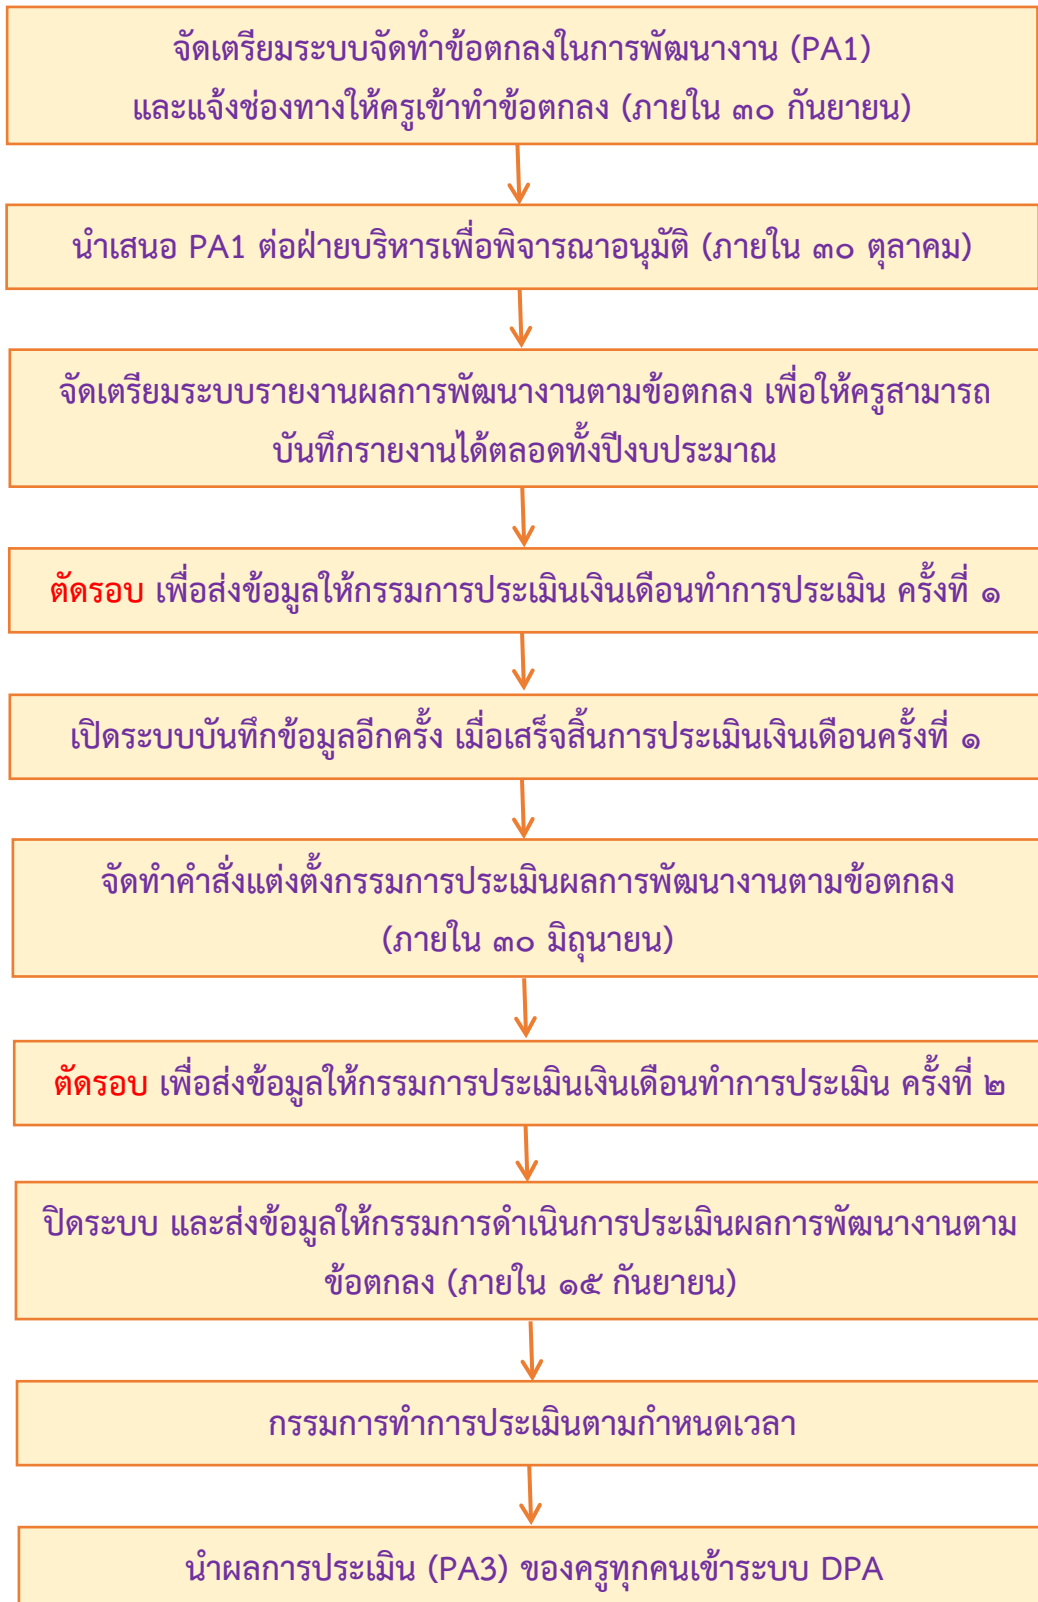 จัดเตรียมระบบจัดทำข้อตกลงในการพัฒนางาน (PA1)
และแจ้งช่องทางให้ครูเข้าทำข้อตกลง (ภายใน ๓๐ กันยายน)
นำเสนอ PA1 ต่อฝ่ายบริหารเพื่อพิจารณาอนุมัติ (ภายใน ๓๐ ตุลาคม)
จัดเตรียมระบบรายงานผลการพัฒนางานตามข้อตกลง เพื่อให้ครูสามารถ
บันทึกรายงานได้ตลอดทั้งปีงบประมาณ
ตัดรอบ เพื่อส่งข้อมูลให้กรรมการประเมินเงินเดือนทำการประเมิน ครั้งที่ ๑
เปิดระบบบันทึกข้อมูลอีกครั้ง เมื่อเสร็จสิ้นการประเมินเงินเดือนครั้งที่ ๑
จัดทำคำสั่งแต่งตั้งกรรมการประเมินผลการพัฒนางานตามข้อตกลง
(ภายใน ๓๐ มิถุนายน)
ตัดรอบ เพื่อส่งข้อมูลให้กรรมการประเมินเงินเดือนทำการประเมิน ครั้งที่ ๒
ปิดระบบ และส่งข้อมูลให้กรรมการดำเนินการประเมินผลการพัฒนางานตาม
ข้อตกลง (ภายใน ๑๕ กันยายน)
กรรมการทำการประเมินตามกำหนดเวลา
นำผลการประเมิน (PA3) ของครูทุกคนเข้าระบบ DPA